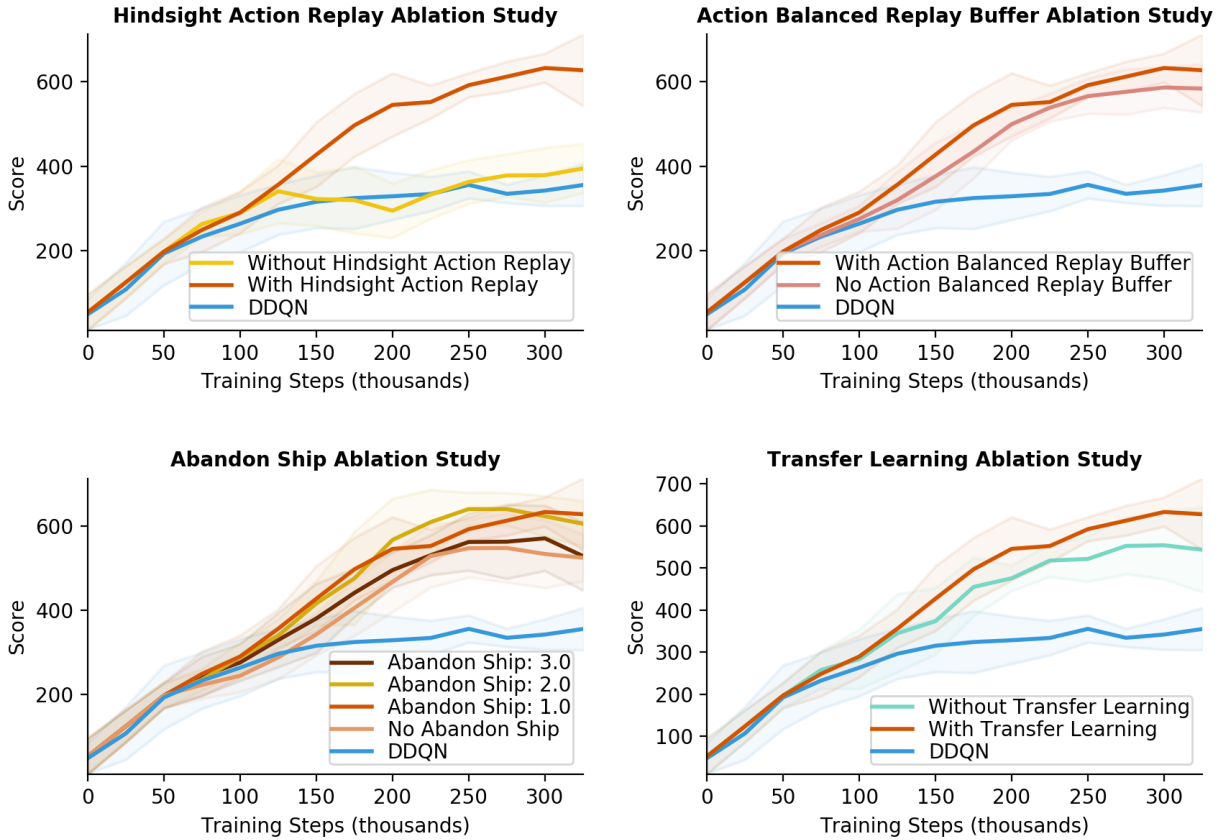 Hindsight Action Replay Ablation Study
600
400
200
Score
Without Hindsight Action Replay
With Hindsight Action Replay
DDQN
0 50 100 150 200 250 300
Training Steps (thousands)
Action Balanced Replay Buffer Ablation Study
600
400
200
Score
With Action Balanced Replay Buffer
No Action Balanced Replay Buffer
DDQN
0 50 100 150 200 250 300
Training Steps (thousands)
Abandon Ship Ablation Study
600
400
200
Score
Abandon Ship: 3.0
Abandon Ship: 2.0
Abandon Ship: 1.0
No Abandon Ship
DDQN
0 50 100 150 200 250 300
Training Steps (thousands)
Transfer Learning Ablation Study
700
600
500
400
300
200
100
Score
Without Transfer Learning
With Transfer Learning
DDQN
0 50 100 150 200 250 300
Training Steps (thousands)